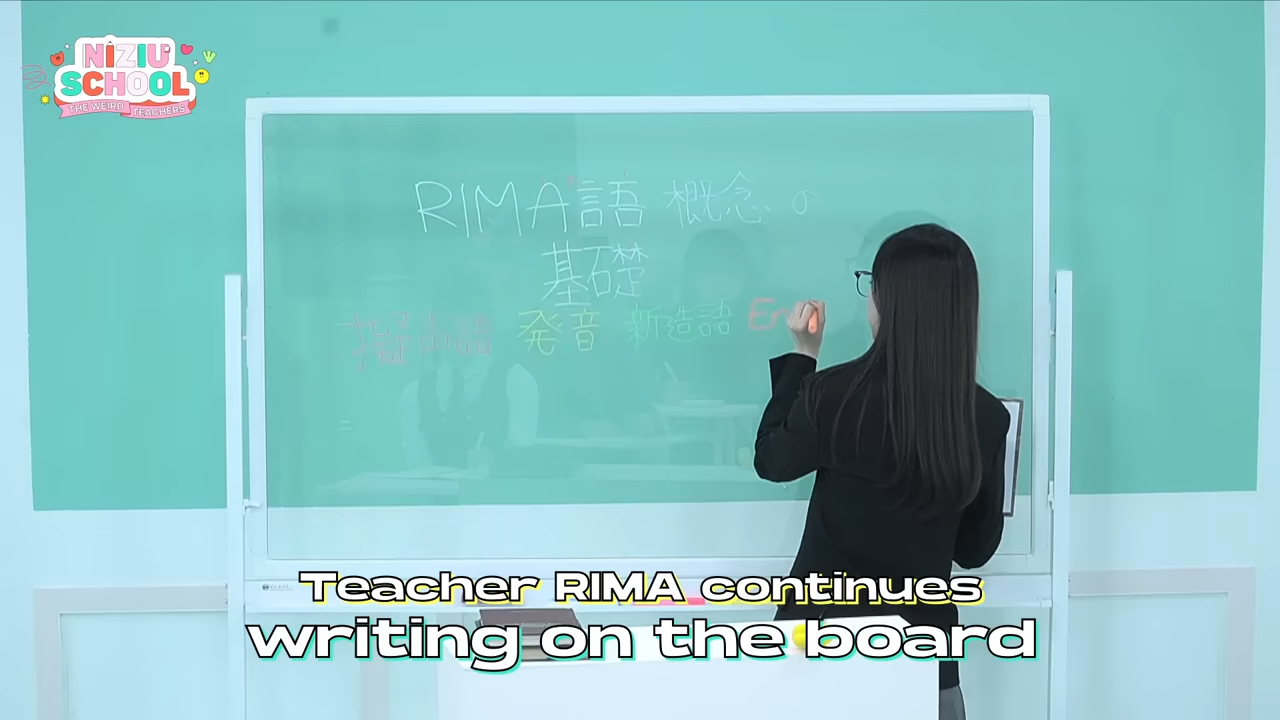 NIZIU
SCHOOL
THE WEIRD TEACHERS
RIMA語 概念の
基礎
発音 新造語 En
Teacher RIMA continues
writing on the board